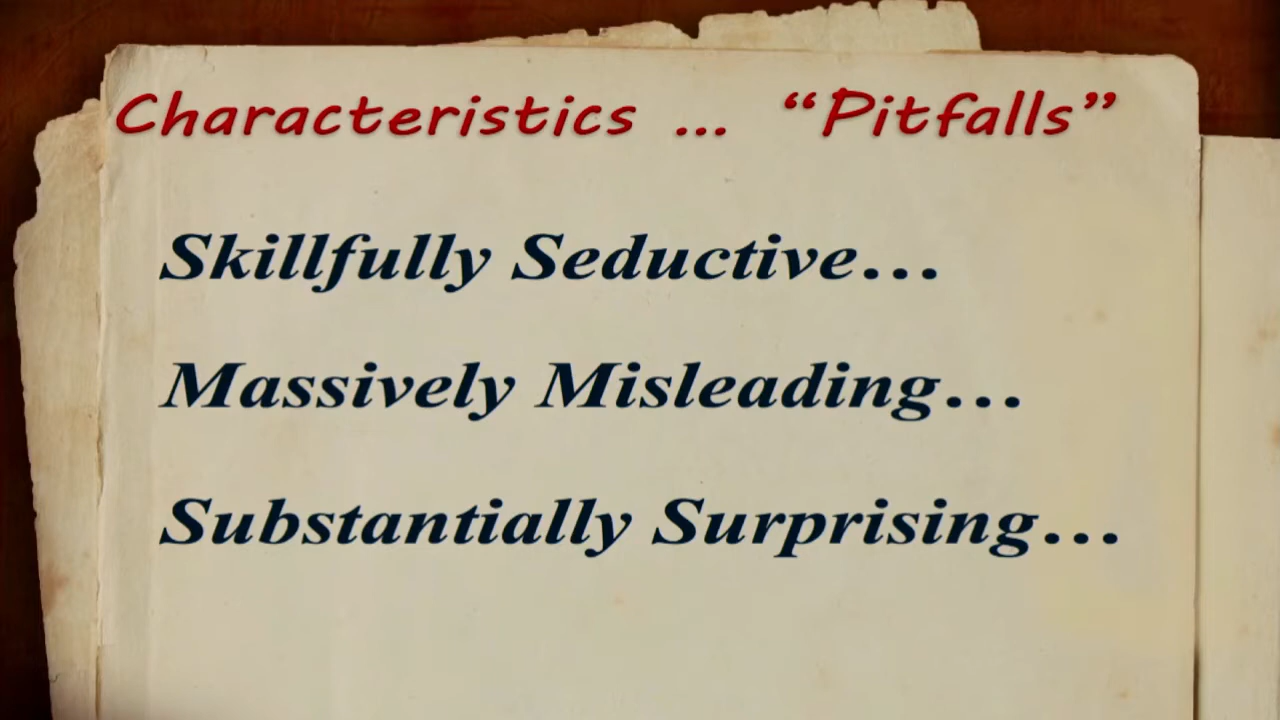 Characteristics ... “Pitfalls”
Skillfully Seductive...
Massively Misleading...
Substantially Surprising...